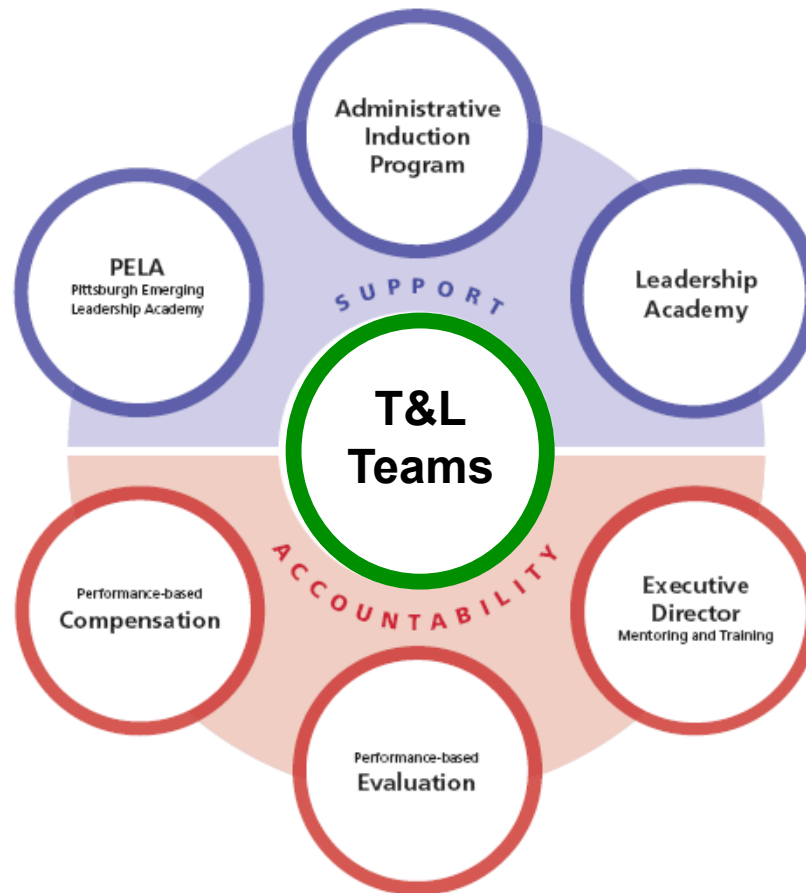 Administrative
Induction
Program
PELA
Pittsburgh Emerging
Leadership Academy
Leadership
Academy
SUPPORT
T&L
Teams
ACCOUNTABILITY
Performance-based
Compensation
Executive
Director
Mentoring and Training
Performance-based
Evaluation